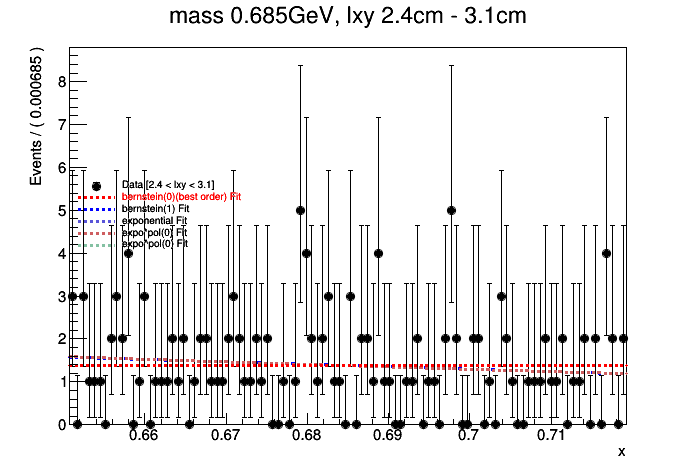 mass 0.685GeV, lxy 2.4cm - 3.1cm
Events / ( 0.000685 )
8
7
6
5
4
3
2
1
0
Data [2.4 < lxy < 3.1]
bernstein(0)(best order) Fit
bernstein(1) Fit
exponential Fit
expo*pol(0) Fit
expo*pol(0) Fit
0.66 0.67 0.68 0.69 0.7 0.71
x